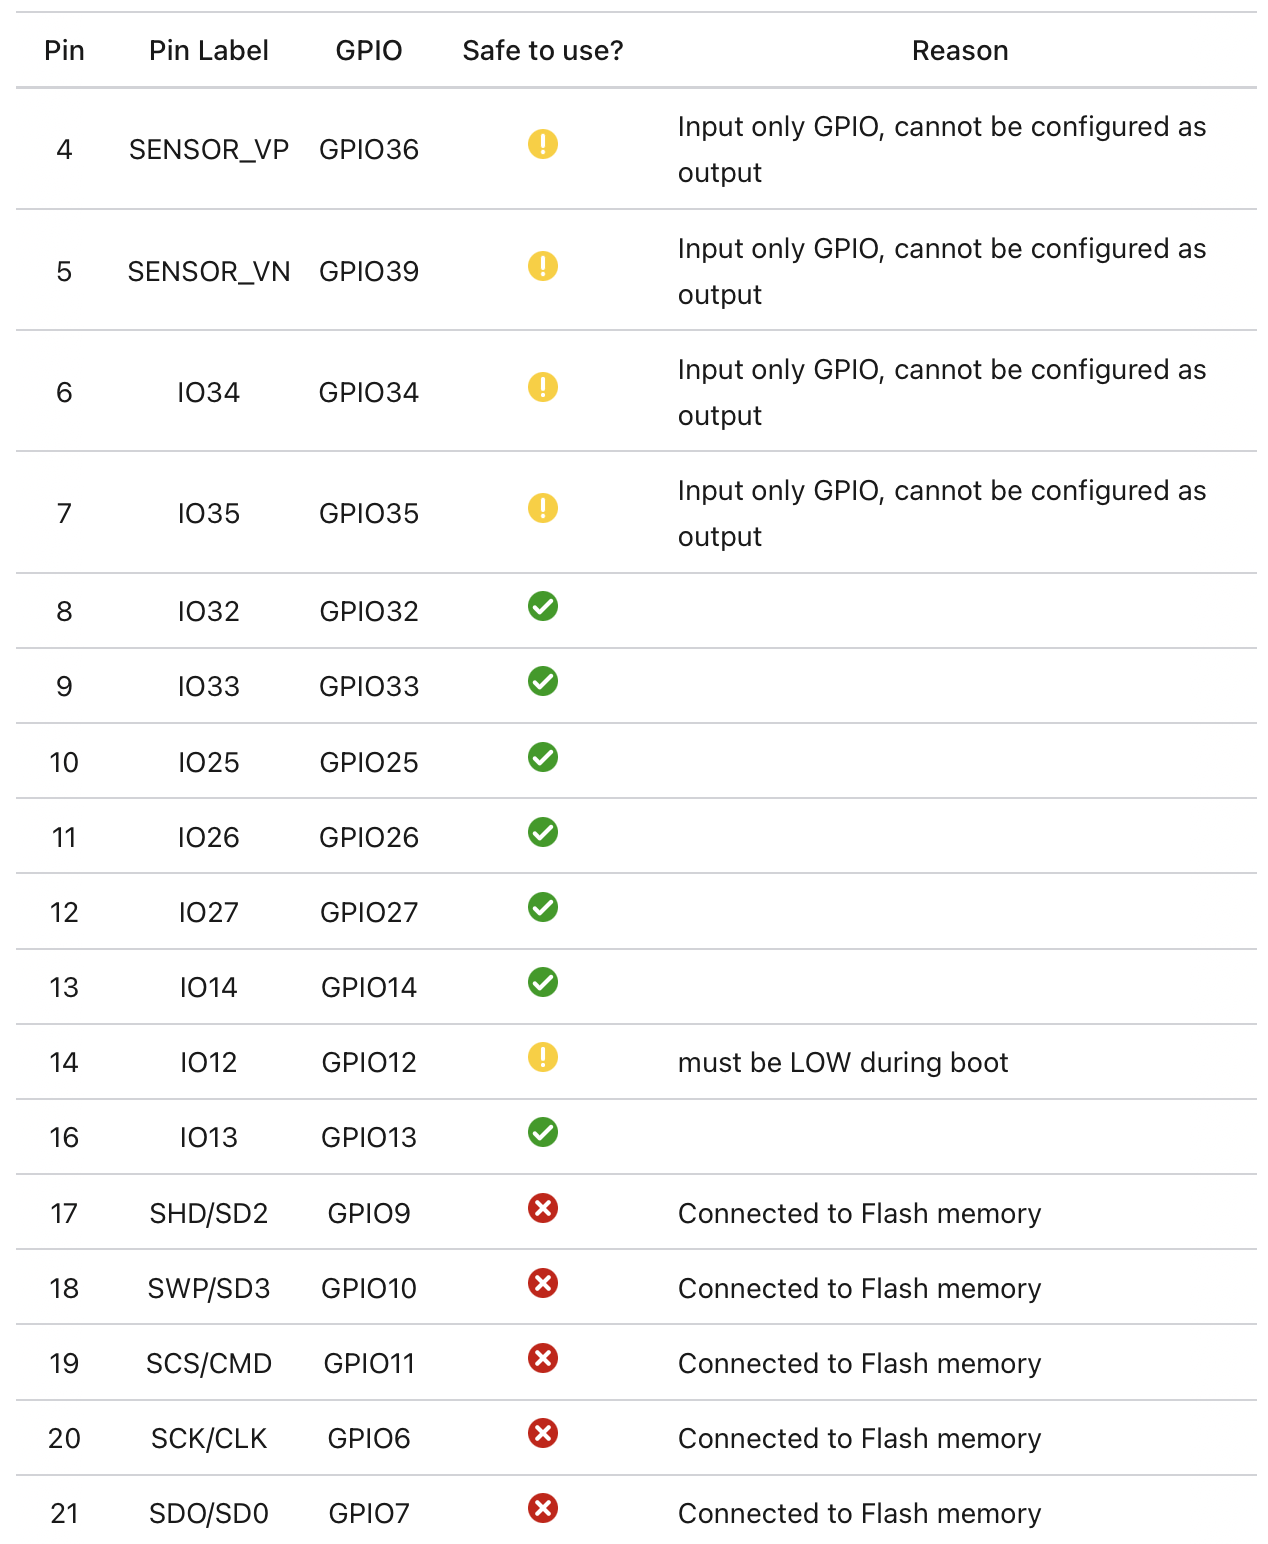 Pin Pin Label GPIO Safe to use? Reason
4 SENSOR_VP GPIO36 Input only GPIO, cannot be configured as
output
5 SENSOR_VN GPIO39 Input only GPIO, cannot be configured as
output
6 IO34 GPIO34 Input only GPIO, cannot be configured as
output
7 IO35 GPIO35 Input only GPIO, cannot be configured as
output
8 IO32 GPIO32
9 IO33 GPIO33
10 IO25 GPIO25
11 IO26 GPIO26
12 IO27 GPIO27
13 IO14 GPIO14
14 IO12 GPIO12 must be LOW during boot
16 IO13 GPIO13
17 SHD/SD2 GPIO9 Connected to Flash memory
18 SWP/SD3 GPIO10 Connected to Flash memory
19 SCS/CMD GPIO11 Connected to Flash memory
20 SCK/CLK GPIO6 Connected to Flash memory
21 SDO/SD0 GPIO7 Connected to Flash memory